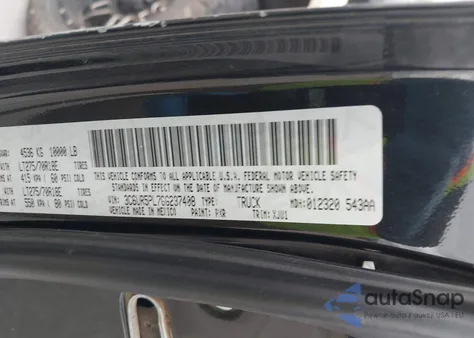 4536 KG 10000 LB
TIRES
LT275/70R18E
415 KPA / 60 PSI / COLD
TIRES
LT275/70R18E
550 KPA / 80 PSI / COLD
THIS VEHICLE CONFORMS TO ALL APPLICABLE U.S.A. FEDERAL MOTOR VEHICLE SAFETY
STANDARDS IN EFFECT ON THE DATE OF MANUFACTURE SHOWN ABOVE.
VIN: 3C6UR5PL7GG237408 TYPE: TRUCK
VEHICLE MADE IN MEXICO PAINT: PXR MDH: 012320 543AA
TRIM: XJV1
autoSnap